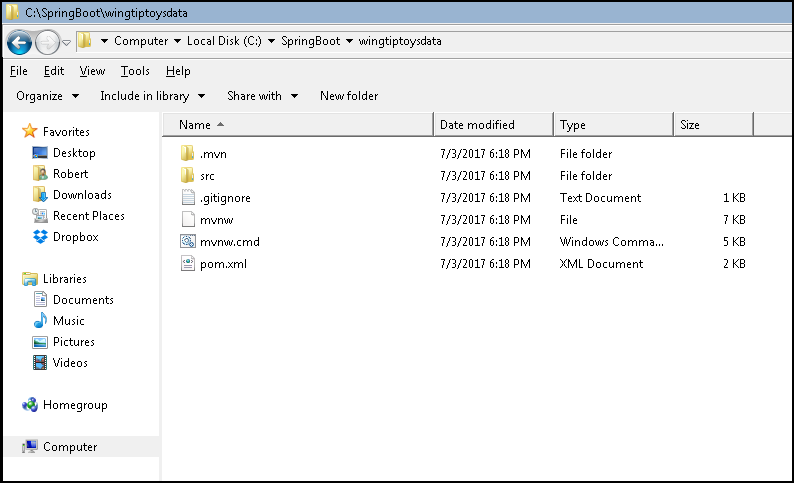 C:\SpringBoot\wingtiptoysdata
Computer Local Disk (C:) SpringBoot wingtiptoysdata
File Edit View Tools Help
Organize Include in library Share with New folder
Name Date modified Type Size
Favorites
Desktop
Robert
Downloads
Recent Places
Dropbox
Libraries
Documents
Music
Pictures
Videos
Homegroup
Computer
.mvn 7/3/2017 6:18 PM File folder
src 7/3/2017 6:18 PM File folder
.gitignore 7/3/2017 6:18 PM Text Document 1 KB
mvnw 7/3/2017 6:18 PM File 7 KB
mvnw.cmd 7/3/2017 6:18 PM Windows Comma... 5 KB
pom.xml 7/3/2017 6:18 PM XML Document 2 KB